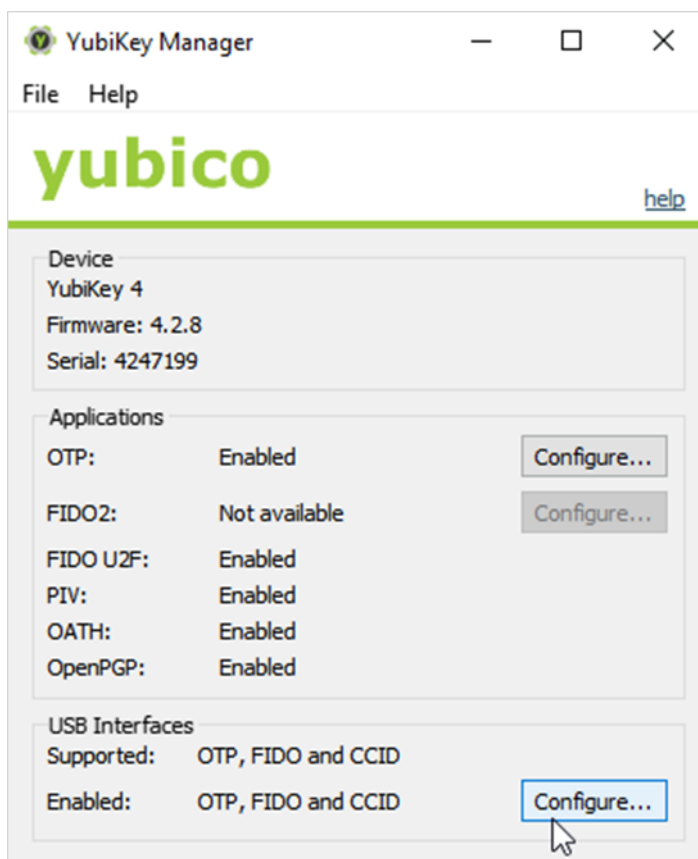 YubiKey Manager
File Help
yubico
help
Device
YubiKey 4
Firmware: 4.2.8
Serial: 4247199
Applications
OTP: Enabled Configure...
FIDO2: Not available Configure...
FIDO U2F: Enabled
PIV: Enabled
OATH: Enabled
OpenPGP: Enabled
USB Interfaces
Supported: OTP, FIDO and CCID
Enabled: OTP, FIDO and CCID Configure...